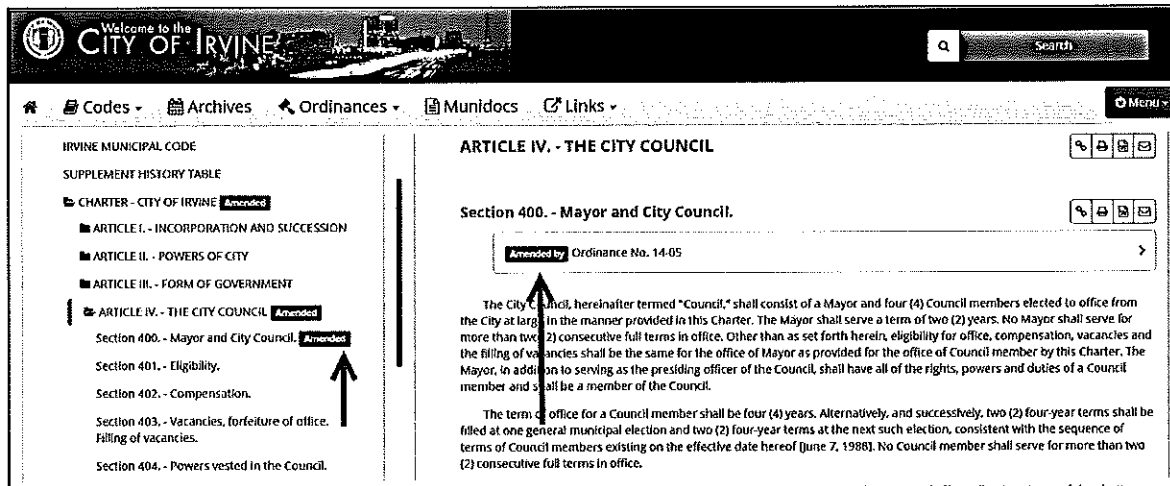 Welcome to the
CITY OF IRVINE
Search
Codes
Archives
Ordinances
Munidocs
Links
Menu
IRVINE MUNICIPAL CODE
SUPPLEMENT HISTORY TABLE
CHARTER - CITY OF IRVINE Amended
ARTICLE I. - INCORPORATION AND SUCCESSION
ARTICLE II. - POWERS OF CITY
ARTICLE III. - FORM OF GOVERNMENT
ARTICLE IV. - THE CITY COUNCIL Amended
Section 400. - Mayor and City Council. Amended
Section 401. - Eligibility.
Section 402. - Compensation.
Section 403. - Vacancies, forfeiture of office.
Filling of vacancies.
Section 404. - Powers vested in the Council.
ARTICLE IV. - THE CITY COUNCIL
Section 400. - Mayor and City Council.
Amended by Ordinance No. 14-05
The City Council, hereinafter termed "Council," shall consist of a Mayor and four (4) Council members elected to office from
the City at large in the manner provided in this Charter. The Mayor shall serve a term of two (2) years. No Mayor shall serve for
more than two (2) consecutive full terms in office. Other than as set forth herein, eligibility for office, compensation, vacancies and
the filling of vacancies shall be the same for the office of Mayor as provided for the office of Council member by this Charter. The
Mayor, in addition to serving as the presiding officer of the Council, shall have all of the rights, powers and duties of a Council
member and shall be a member of the Council.
The term of office for a Council member shall be four (4) years. Alternatively, and successively, two (2) four-year terms shall be
filled at one general municipal election and two (2) four-year terms at the next such election, consistent with the sequence of
terms of Council members existing on the effective date hereof [June 7, 1988]. No Council member shall serve for more than two
(2) consecutive full terms in office.